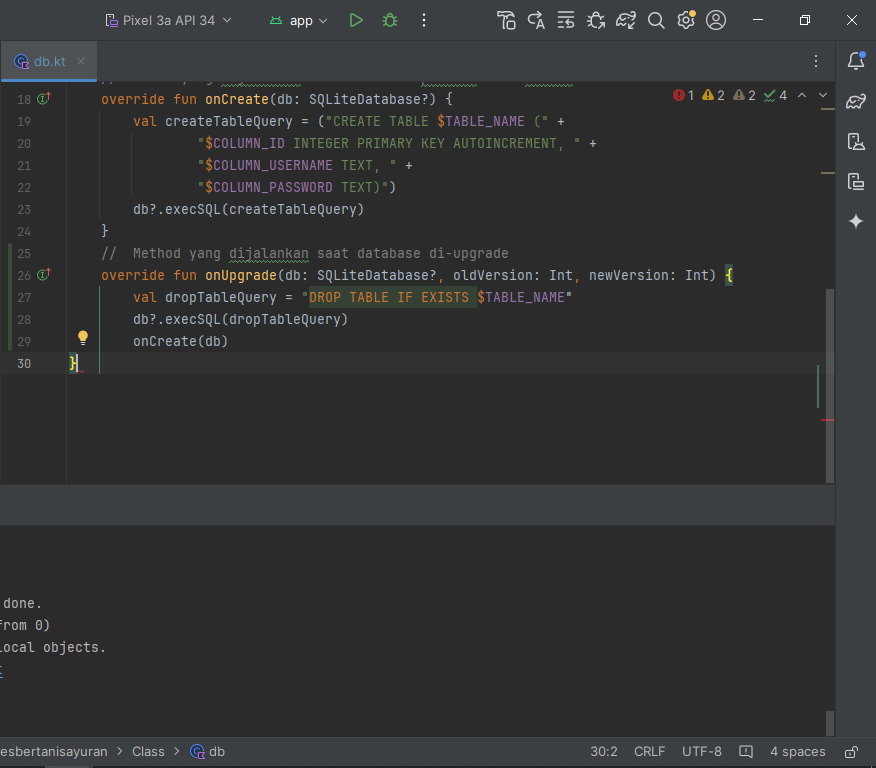 Pixel 3a API 34
app
db.kt
1 2 2 4
18 override fun onCreate(db: SQLiteDatabase?) {
19 val createTableQuery = ("CREATE TABLE $TABLE_NAME (" +
20 "$COLUMN_ID INTEGER PRIMARY KEY AUTOINCREMENT, " +
21 "$COLUMN_USERNAME TEXT, " +
22 "$COLUMN_PASSWORD TEXT)")
23 db?.execSQL(createTableQuery)
24 }
25 // Method yang dijalankan saat database di-upgrade
26 override fun onUpgrade(db: SQLiteDatabase?, oldVersion: Int, newVersion: Int) {
27 val dropTableQuery = "DROP TABLE IF EXISTS $TABLE_NAME"
28 db?.execSQL(dropTableQuery)
29 onCreate(db)
30 }
done.
from 0)
local objects.
esbertanisayuran > Class > db
30:2 CRLF UTF-8 4 spaces